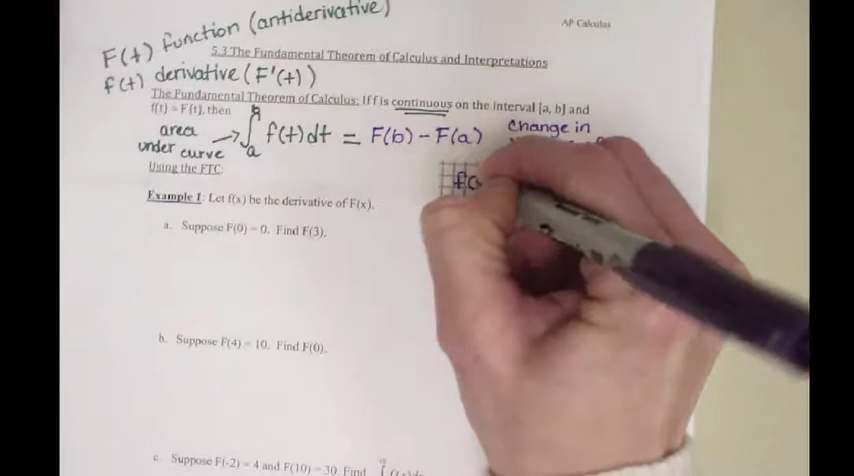 AP Calculus
F(t) function (antiderivative)
5.3 The Fundamental Theorem of Calculus and Interpretations
f(t) derivative (F'(t))
The Fundamental Theorem of Calculus: If f is continuous on the interval [a, b] and
f(t) = F'(t), then
area under curve → ∫ₐᵇ f(t)dt = F(b) - F(a) change in
Using the FTC:
Example 1: Let f(x) be the derivative of F(x).
a. Suppose F(0) = 0. Find F(3).
b. Suppose F(4) = 10. Find F(0).
c. Suppose F(-2) = 4 and F(10) = 30. Find